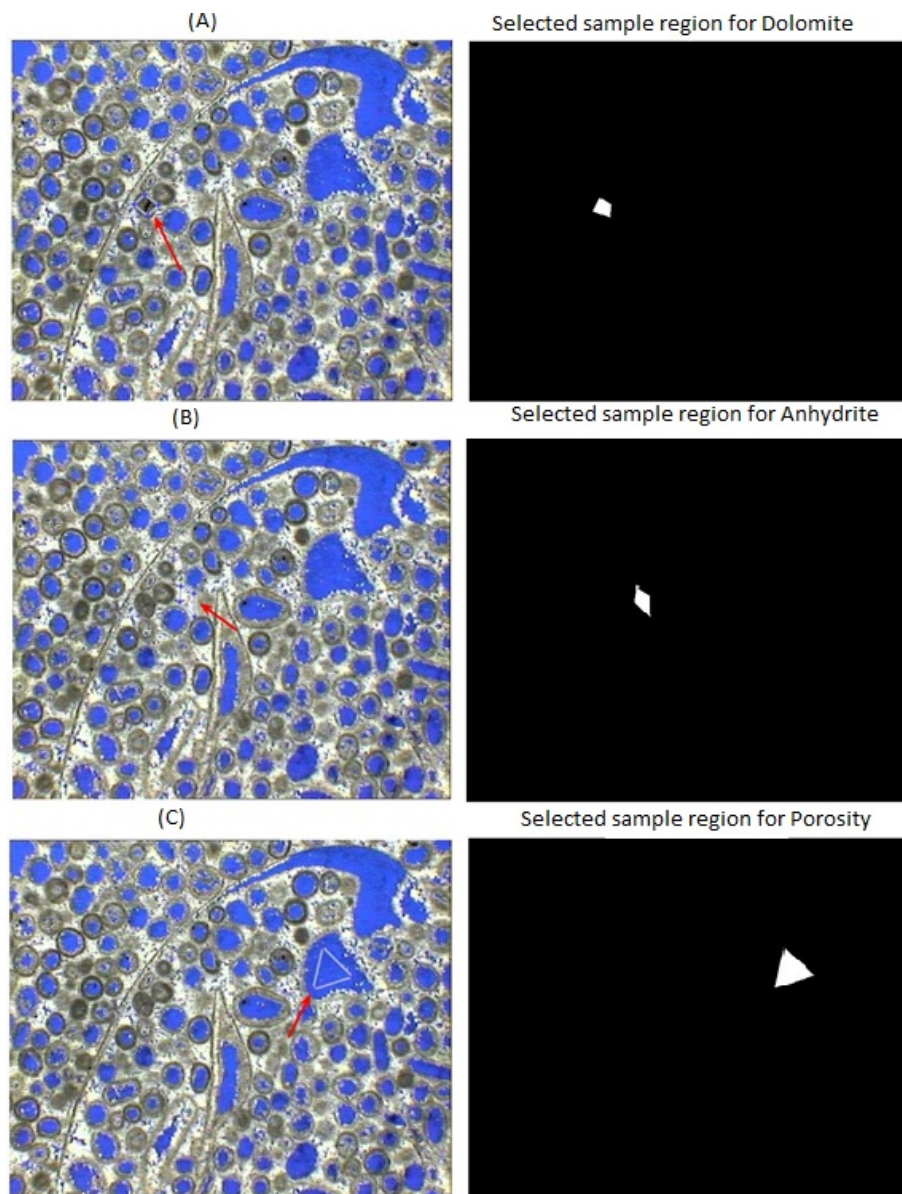 (A)
Selected sample region for Dolomite
(B)
Selected sample region for Anhydrite
(C)
Selected sample region for Porosity